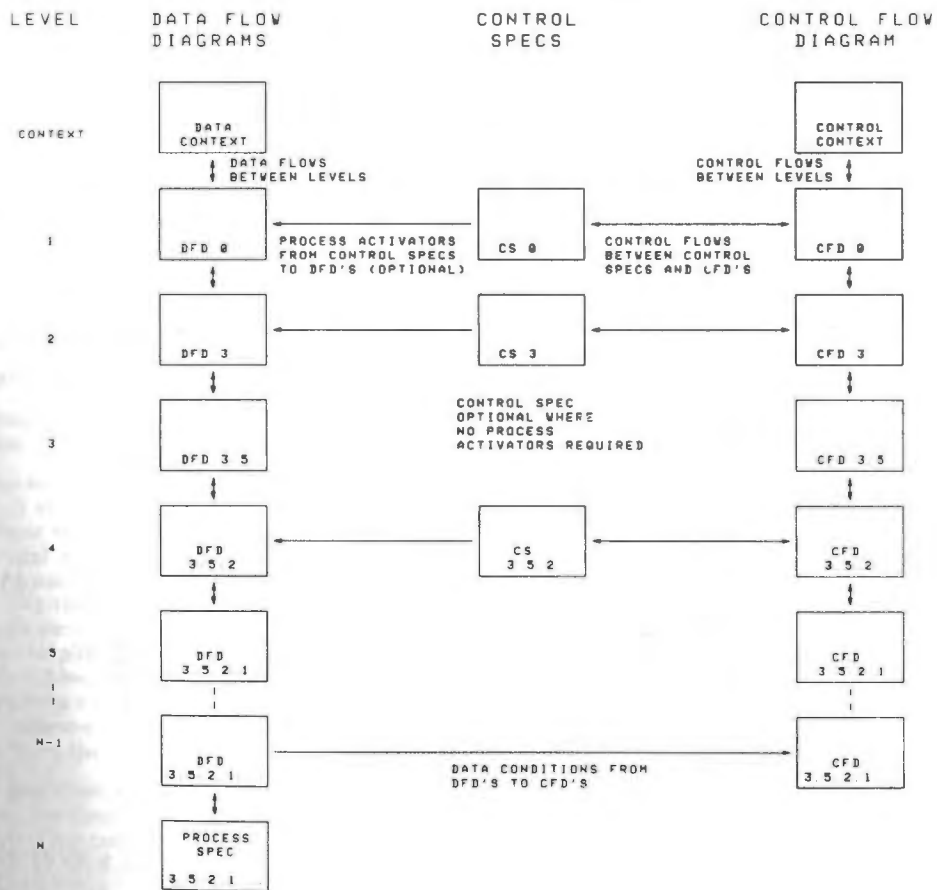 LEVEL
DATA FLOW
DIAGRAMS
CONTROL
SPECS
CONTROL FLOW
DIAGRAM
CONTEXT
DATA
CONTEXT
CONTROL
CONTEXT
DATA FLOWS
BETWEEN LEVELS
CONTROL FLOWS
BETWEEN LEVELS
1
DFD 0
PROCESS ACTIVATORS
FROM CONTROL SPECS
TO DFD'S (OPTIONAL)
CS 0
CONTROL FLOWS
BETWEEN CONTROL
SPECS AND CFD'S
CFD 0
2
DFD 3
CS 3
CFD 3
3
DFD 3 5
CONTROL SPEC
OPTIONAL WHERE
NO PROCESS
ACTIVATORS REQUIRED
CFD 3 5
4
DFD
3 5 2
CS
3 5 2
CFD
3 5 2
5
DFD
3 5 2 1
CFD
3 5 2 1
N-1
DFD
3 5 2 1
DATA CONDITIONS FROM
DFD'S TO CFD'S
CFD
3.5 2.1
N
PROCESS
SPEC
3 5 2 1